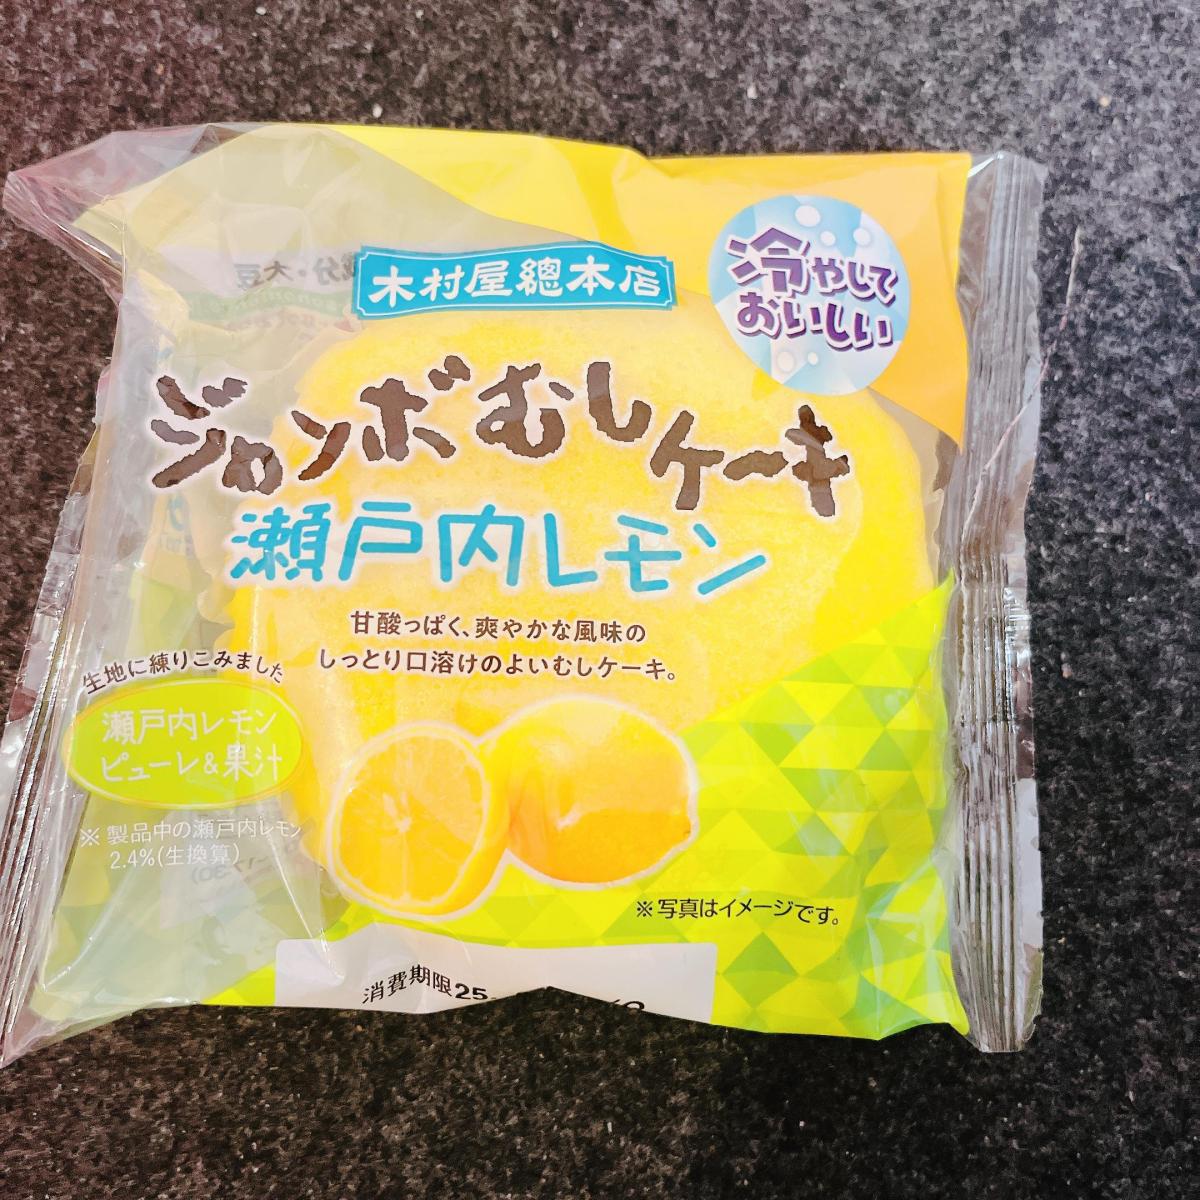 成分・大豆
木村屋總本店
冷やして
おいしい
ジャンボむしケーキ
瀬戸内レモン
甘酸っぱく、爽やかな風味の
しっとり口溶けのよいむしケーキ。
生地に練りこみました
瀬戸内レモン
ピューレ&果汁
※ 製品中の瀬戸内レモン
2.4%(生換算)
※写真はイメージです。
消費期限25.